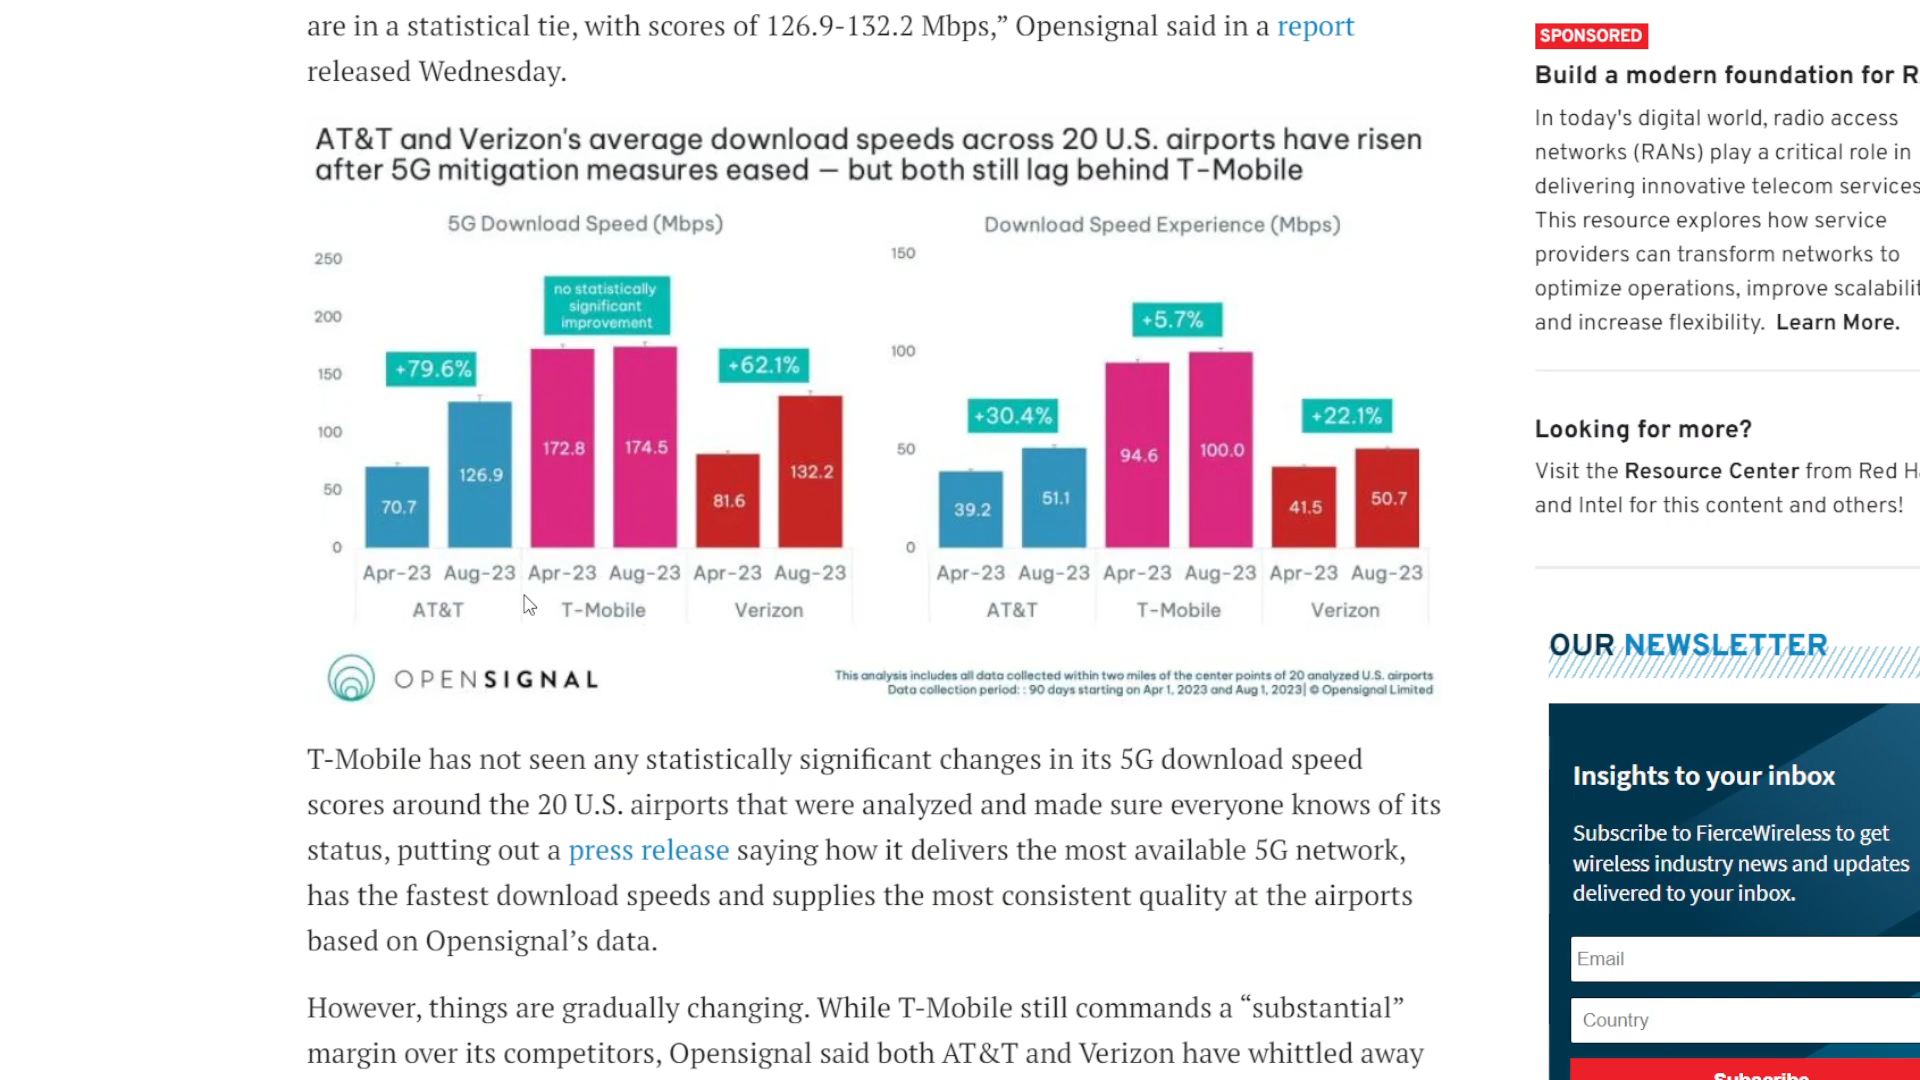 are in a statistical tie, with scores of 126.9-132.2 Mbps,” Opensignal said in a report
released Wednesday.
AT&T and Verizon's average download speeds across 20 U.S. airports have risen
after 5G mitigation measures eased — but both still lag behind T-Mobile
5G Download Speed (Mbps)
250
200
150
100
50
0
+79.6%
no statistically
significant
improvement
+62.1%
70.7
126.9
172.8
174.5
81.6
132.2
Apr-23 Aug-23 Apr-23 Aug-23 Apr-23 Aug-23
AT&T T-Mobile Verizon
Download Speed Experience (Mbps)
150
100
50
0
+30.4%
+5.7%
+22.1%
39.2
51.1
94.6
100.0
41.5
50.7
Apr-23 Aug-23 Apr-23 Aug-23 Apr-23 Aug-23
AT&T T-Mobile Verizon
OPENSIGNAL
This analysis includes all data collected within two miles of the center points of 20 analyzed U.S. airports
Data collection period: : 90 days starting on Apr 1, 2023 and Aug 1, 2023| © Opensignal Limited
T-Mobile has not seen any statistically significant changes in its 5G download speed
scores around the 20 U.S. airports that were analyzed and made sure everyone knows of its
status, putting out a press release saying how it delivers the most available 5G network,
has the fastest download speeds and supplies the most consistent quality at the airports
based on Opensignal’s data.
However, things are gradually changing. While T-Mobile still commands a “substantial”
margin over its competitors, Opensignal said both AT&T and Verizon have whittled away
SPONSORED
Build a modern foundation for R
In today's digital world, radio access
networks (RANs) play a critical role in
delivering innovative telecom services
This resource explores how service
providers can transform networks to
optimize operations, improve scalabilit
and increase flexibility. Learn More.
Looking for more?
Visit the Resource Center from Red H
and Intel for this content and others!
OUR NEWSLETTER
Insights to your inbox
Subscribe to FierceWireless to get
wireless industry news and updates
delivered to your inbox.
Email
Country
Subscribe